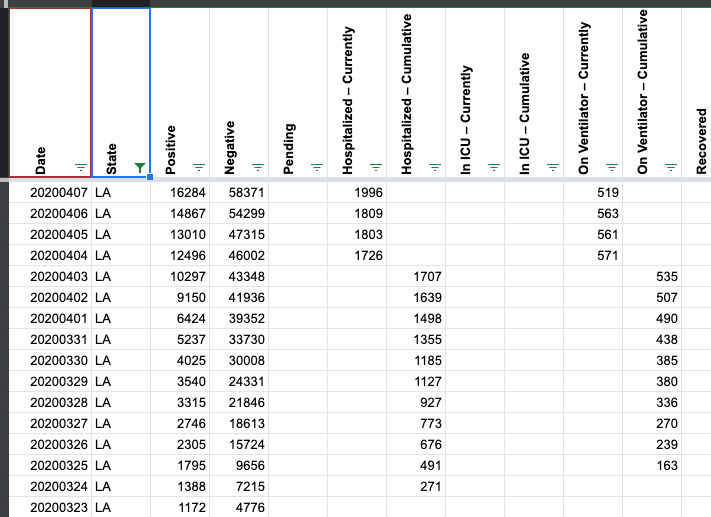 Date State Positive Negative Pending Hospitalized – Currently Hospitalized – Cumulative In ICU – Currently In ICU – Cumulative On Ventilator – Currently On Ventilator – Cumulative Recovered
20200407 LA 16284 58371 1996 519
20200406 LA 14867 54299 1809 563
20200405 LA 13010 47315 1803 561
20200404 LA 12496 46002 1726 571
20200403 LA 10297 43348 1707 535
20200402 LA 9150 41936 1639 507
20200401 LA 6424 39352 1498 490
20200331 LA 5237 33730 1355 438
20200330 LA 4025 30008 1185 385
20200329 LA 3540 24331 1127 380
20200328 LA 3315 21846 927 336
20200327 LA 2746 18613 773 270
20200326 LA 2305 15724 676 239
20200325 LA 1795 9656 491 163
20200324 LA 1388 7215 271
20200323 LA 1172 4776